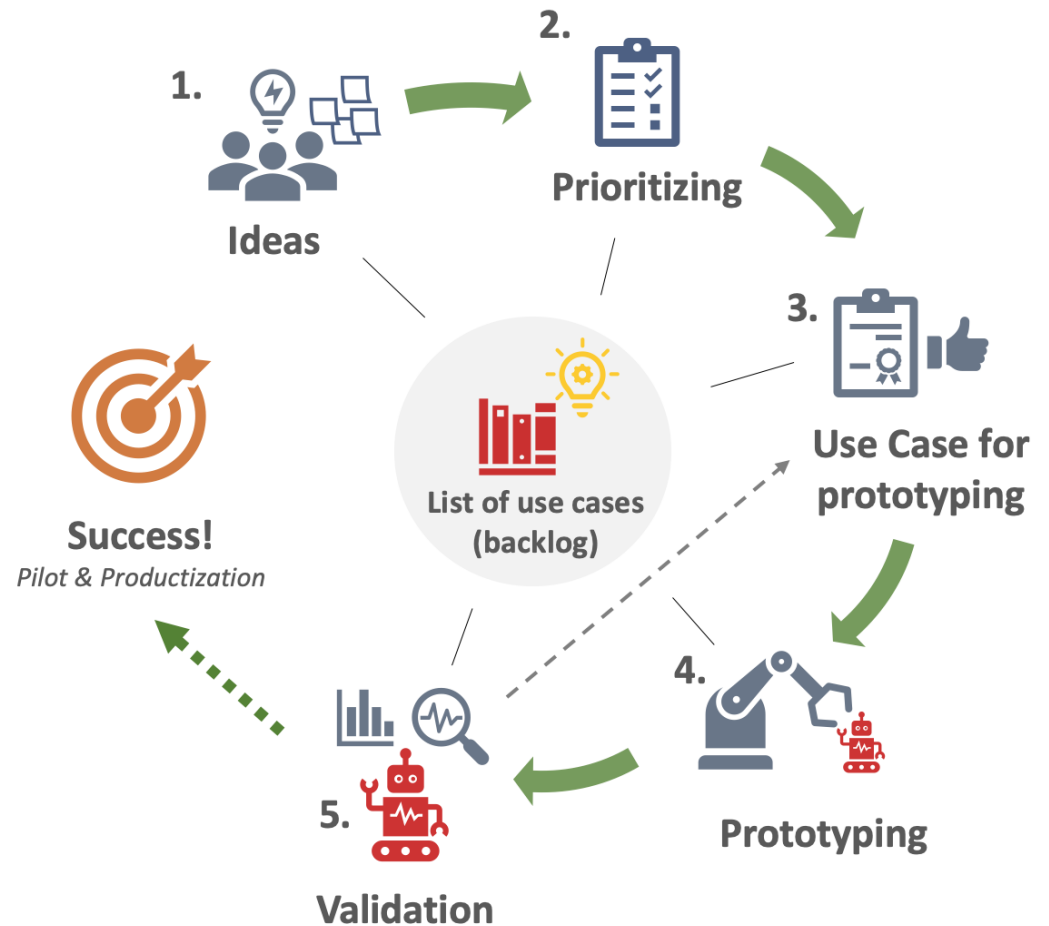 1.
Ideas
2.
Prioritizing
3.
Use Case for
prototyping
List of use cases
(backlog)
Success!
Pilot & Productization
4.
Prototyping
5.
Validation